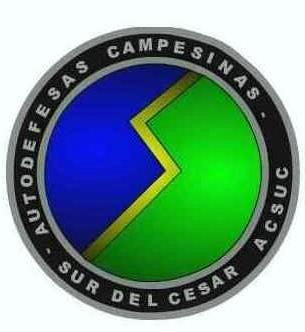 AUTODEFESAS CAMPESINAS -
- SUR DEL CESAR ACSUC